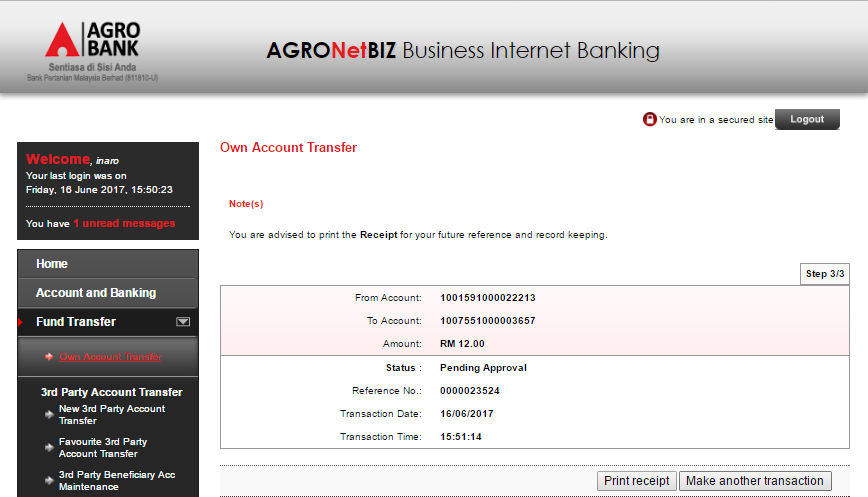 AGRO
BANK
Sentiasa di Sisi Anda
Bank Pertanian Malaysia Berhad (811810-U)
AGRONetBIZ Business Internet Banking
You are in a secured site
Logout
Welcome, inaro
Your last login was on
Friday, 16 June 2017, 15:50:23
You have 1 unread messages
Home
Account and Banking
Fund Transfer
Own Account Transfer
3rd Party Account Transfer
New 3rd Party Account
Transfer
Favourite 3rd Party
Account Transfer
3rd Party Beneficiary Acc
Maintenance
Own Account Transfer
Note(s)
You are advised to print the Receipt for your future reference and record keeping.
Step 3/3
From Account: 1001591000022213
To Account: 1007551000003657
Amount: RM 12.00
Status : Pending Approval
Reference No.: 0000023524
Transaction Date: 16/06/2017
Transaction Time: 15:51:14
Print receipt
Make another transaction